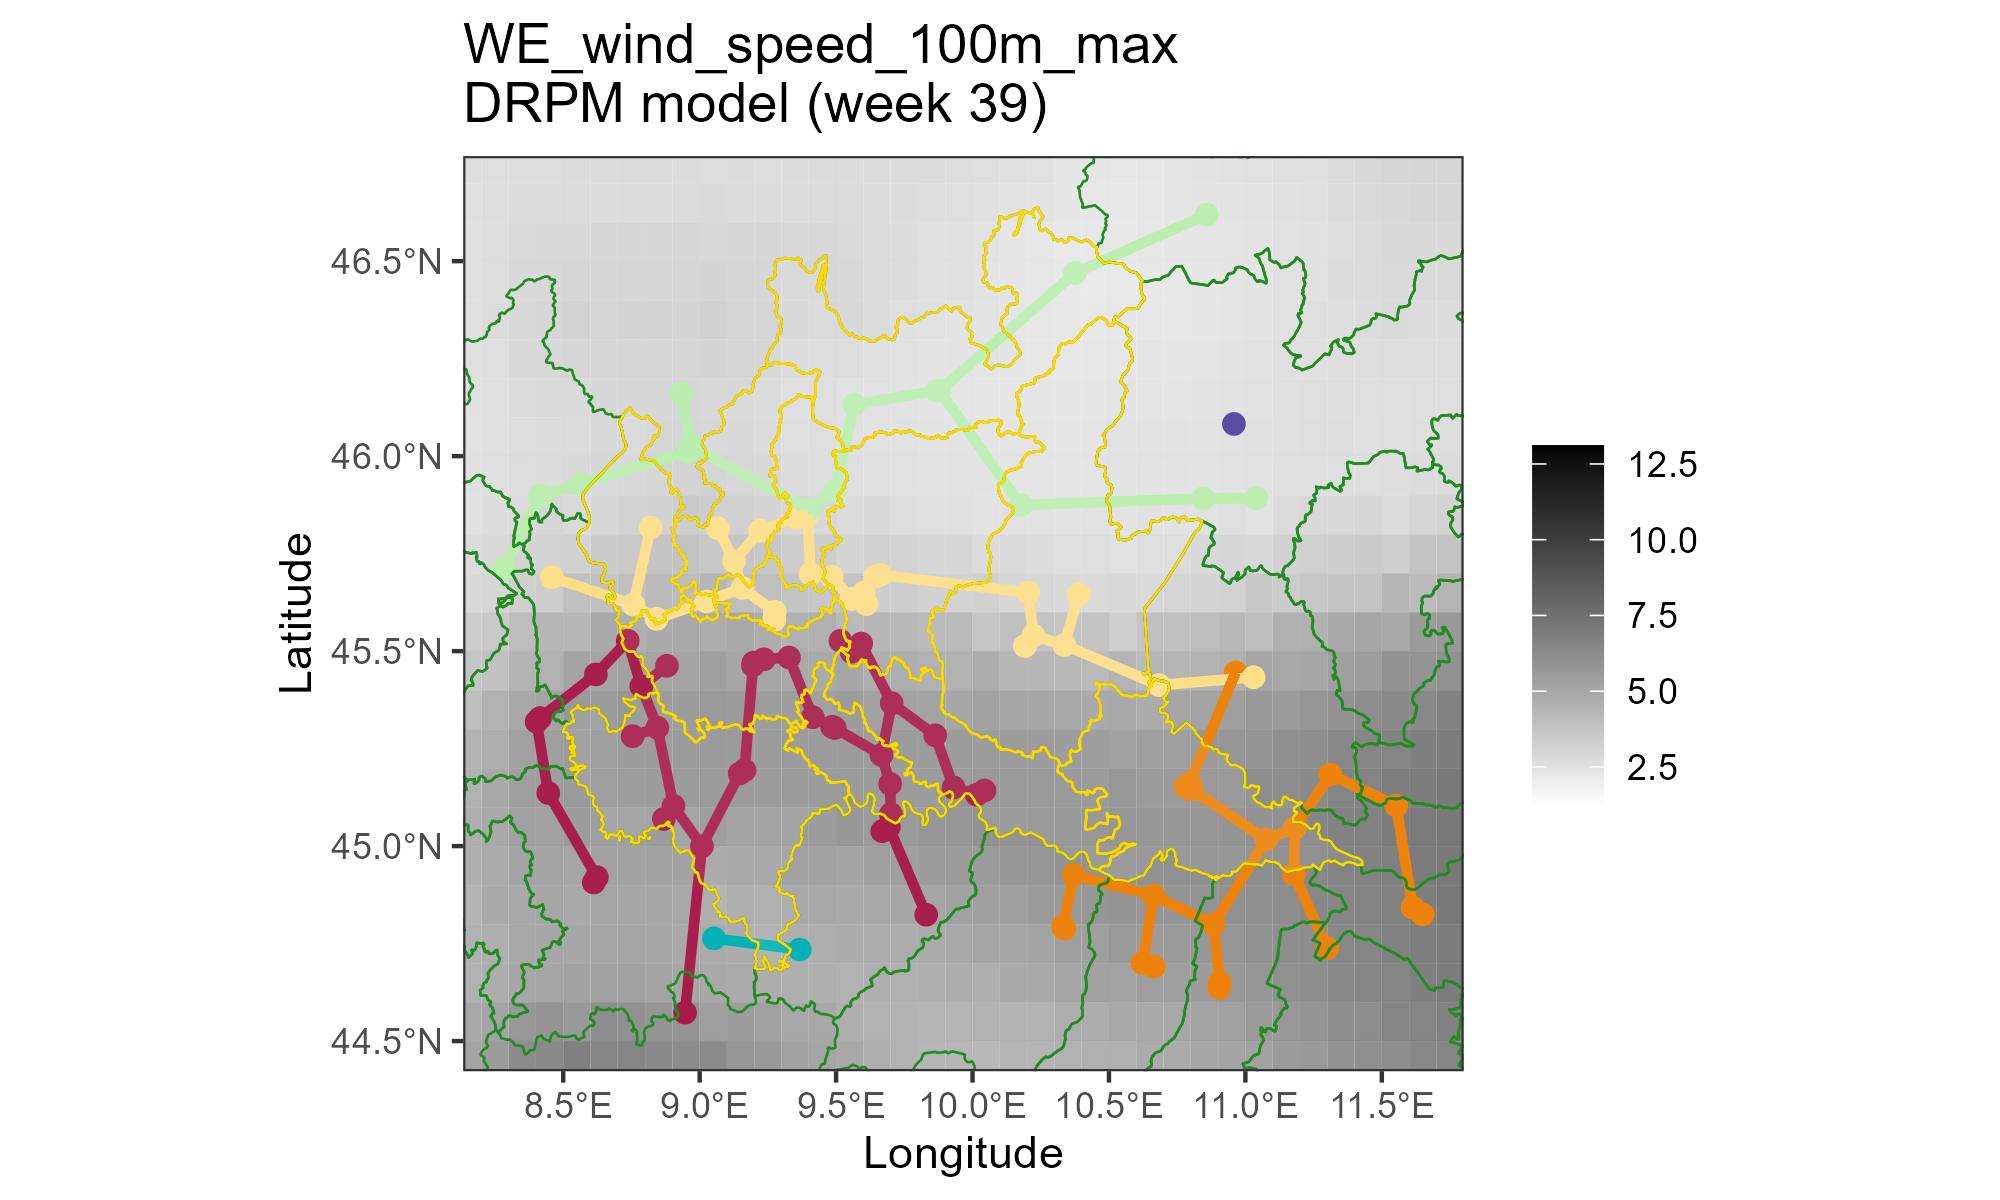 WE_wind_speed_100m_max
DRPM model (week 39)
46.5°N
46.0°N
45.5°N
45.0°N
44.5°N
Latitude
8.5°E
9.0°E
9.5°E
10.0°E
10.5°E
11.0°E
11.5°E
Longitude
12.5
10.0
7.5
5.0
2.5